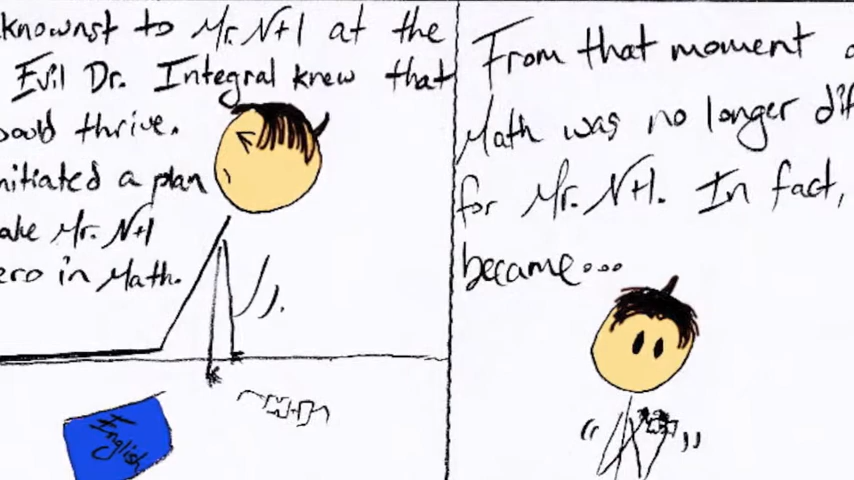 knownst to Mr. N+1 at the
Evil Dr. Integral knew that
ould thrive.
nitiated a plan
ake Mr. N+1
ero in Math.
English
From that moment o
Math was no longer dif
for Mr. N+1. In fact,
became...